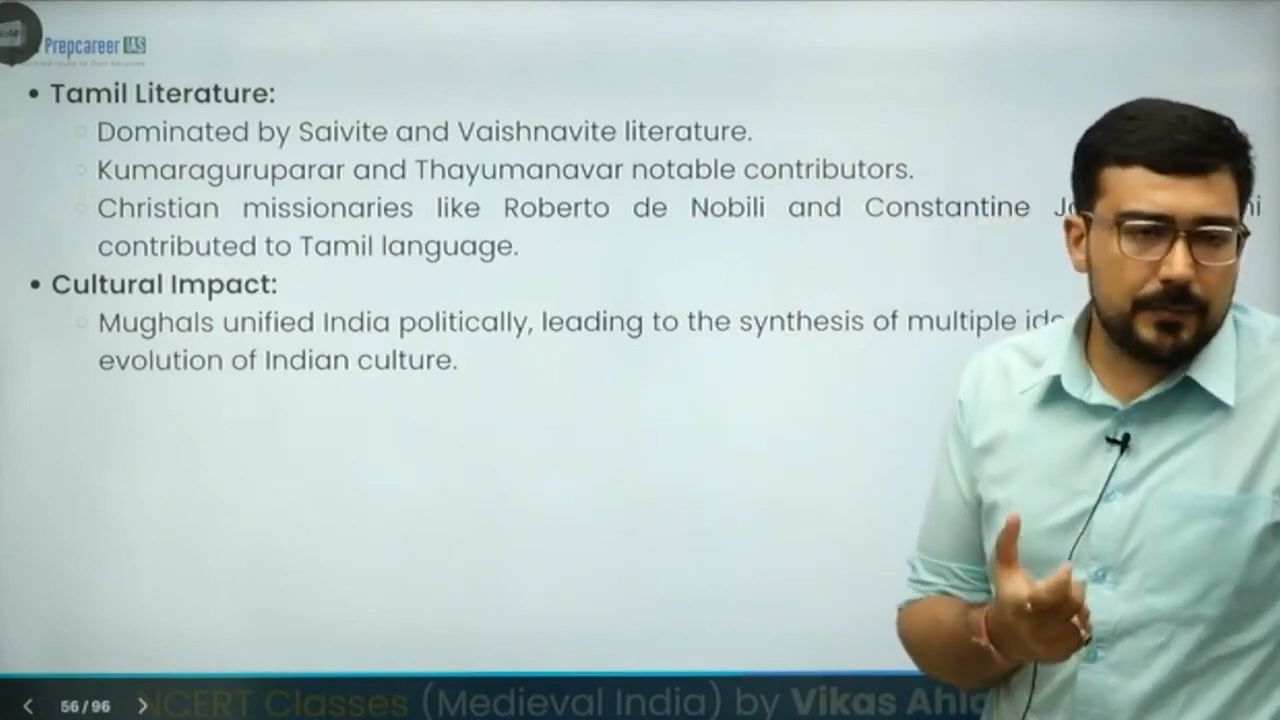 Prepcareer IAS
• Tamil Literature:
Dominated by Saivite and Vaishnavite literature.
Kumaraguruparar and Thayumanavar notable contributors.
Christian missionaries like Roberto de Nobili and Constantine
contributed to Tamil language.
• Cultural Impact:
Mughals unified India politically, leading to the synthesis of multiple
evolution of Indian culture.
< 56/96 > NCERT Classes (Medieval India) by Vikas